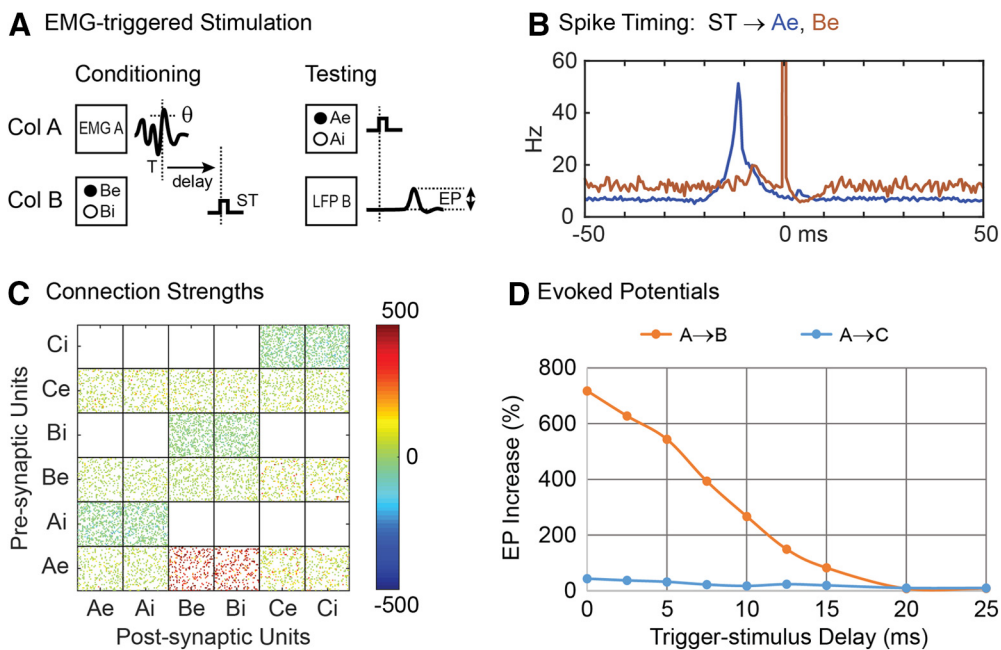 A EMG-triggered Stimulation
Conditioning
Testing
Col A
EMG A
θ
T
delay
Ae
Ai
Col B
Be
Bi
ST
LFP B
EP
B Spike Timing: ST → Ae, Be
60
40
20
0
Hz
-50
0 ms
50
C Connection Strengths
Pre-synaptic Units
Ci
Ce
Bi
Be
Ai
Ae
Ae Ai Be Bi Ce Ci
Post-synaptic Units
500
0
-500
D Evoked Potentials
A→B
A→C
EP Increase (%)
800
600
400
200
0
0 5 10 15 20 25
Trigger-stimulus Delay (ms)